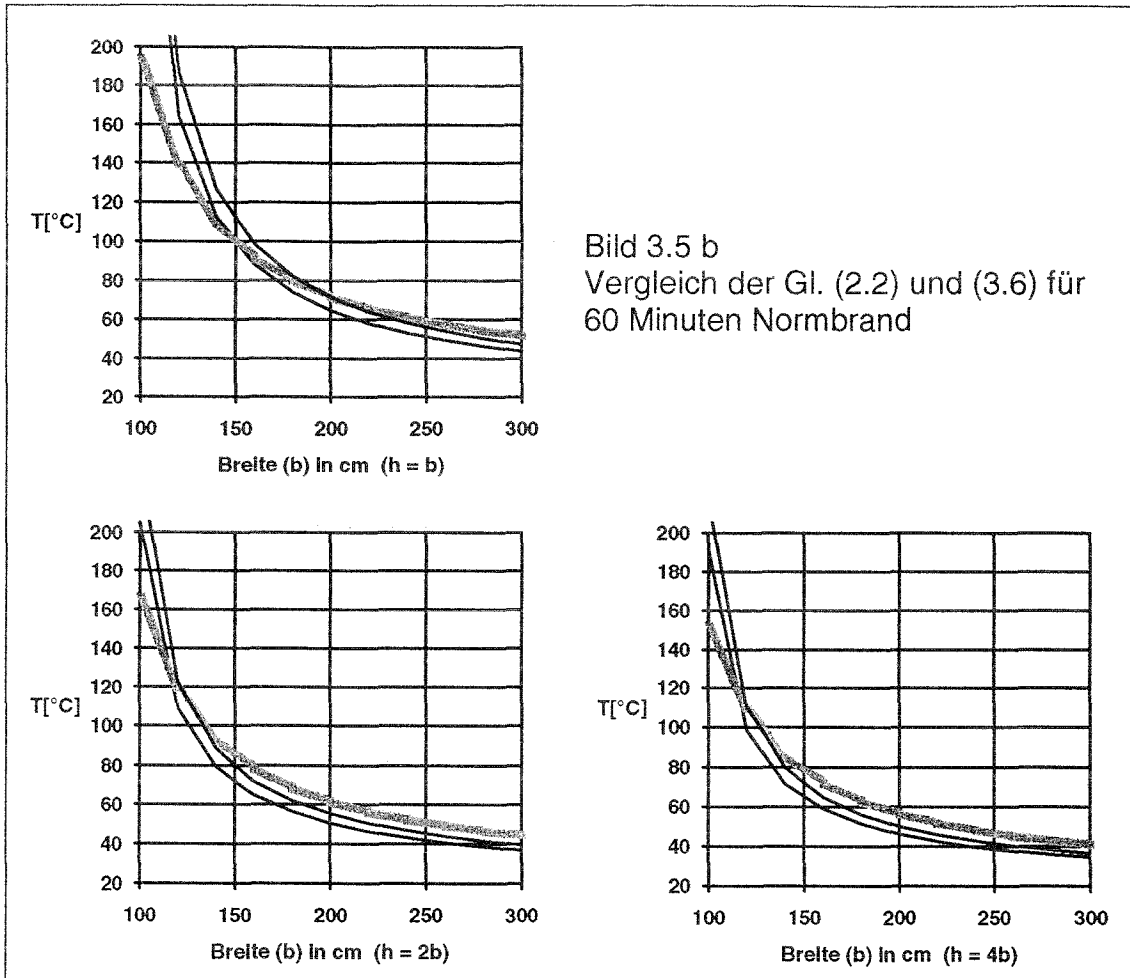 200
180
160
140
120
T[°C]
100
80
60
40
20
100 150 200 250 300
Breite (b) in cm (h = b)
Bild 3.5 b
Vergleich der Gl. (2.2) und (3.6) für
60 Minuten Normbrand
200
180
160
140
120
T[°C]
100
80
60
40
20
100 150 200 250 300
Breite (b) in cm (h = 2b)
200
180
160
140
120
T[°C]
100
80
60
40
20
100 150 200 250 300
Breite (b) in cm (h = 4b)